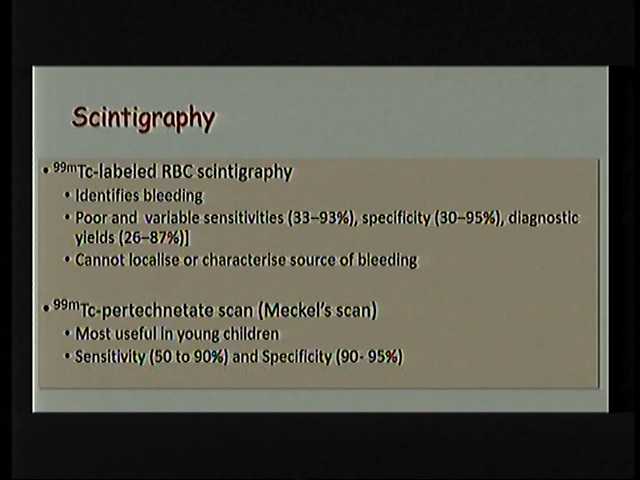 Scintigraphy
• 99mTc-labeled RBC scintigraphy
• Identifies bleeding
• Poor and variable sensitivities (33–93%), specificity (30–95%), diagnostic
yields (26–87%)]
• Cannot localise or characterise source of bleeding
• 99mTc-pertechnetate scan (Meckel's scan)
• Most useful in young children
• Sensitivity (50 to 90%) and Specificity (90- 95%)